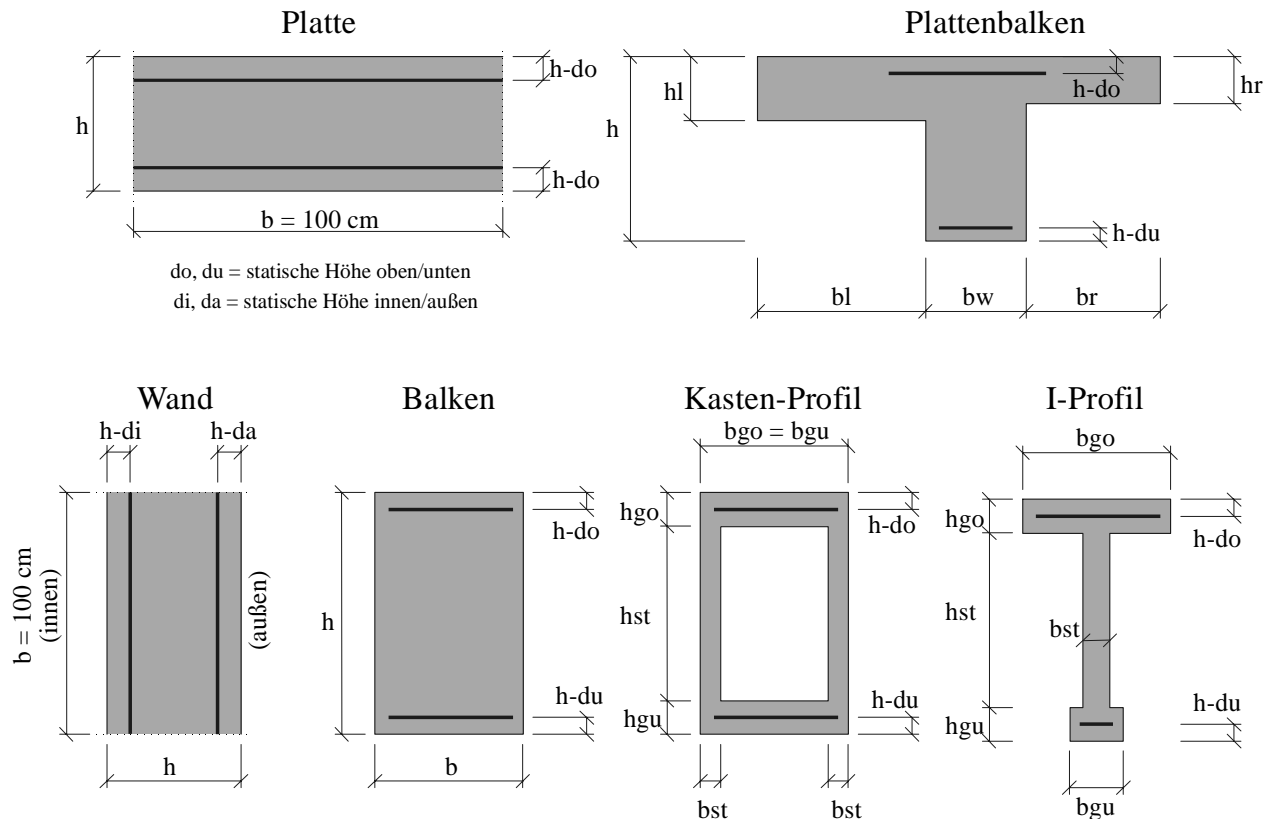 Platte
h
h-do
h-do
b = 100 cm
do, du = statische Höhe oben/unten
di, da = statische Höhe innen/außen
Plattenbalken
h
hl
h-do
hr
h-du
bl
bw
br
Wand
h-di
h-da
b = 100 cm
(innen)
(außen)
h
Balken
h
h-do
h-du
b
Kasten-Profil
bgo = bgu
hgo
hst
hgu
h-do
h-du
bst
bst
I-Profil
bgo
hgo
h-do
hst
bst
hgu
h-du
bgu